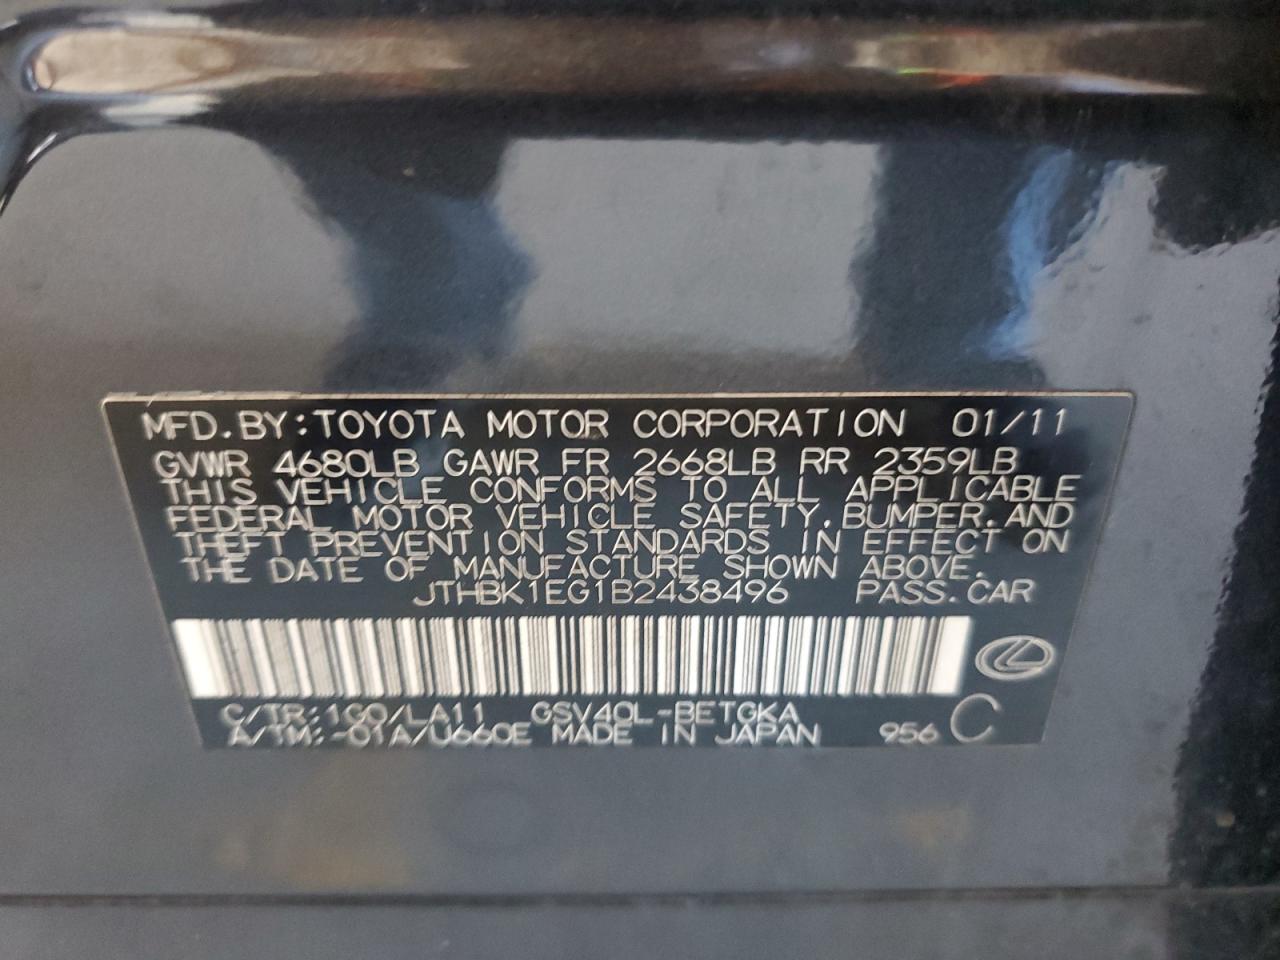 MFD.BY:TOYOTA MOTOR CORPORATION 01/11
GVWR 4680LB GAWR FR 2668LB RR 2359LB
THIS VEHICLE CONFORMS TO ALL APPLICABLE
FEDERAL MOTOR VEHICLE SAFETY,BUMPER,AND
THEFT PREVENTION STANDARDS IN EFFECT ON
THE DATE OF MANUFACTURE SHOWN ABOVE.
JTHBK1EG1B2438496 PASS.CAR
C/TR:1G0/LA11 GSV40L-BETGKA
A/TM:-01A/U660E MADE IN JAPAN 956 C